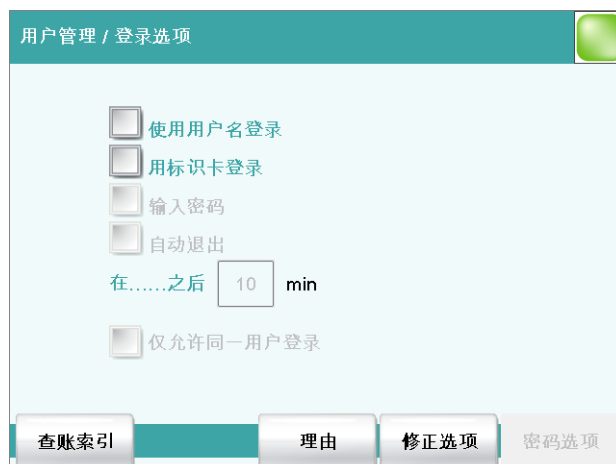 用户管理 / 登录选项
使用用户名登录
用标识卡登录
输入密码
自动退出
在……之后 10 min
仅允许同一用户登录
查账索引 理由 修正选项 密码选项